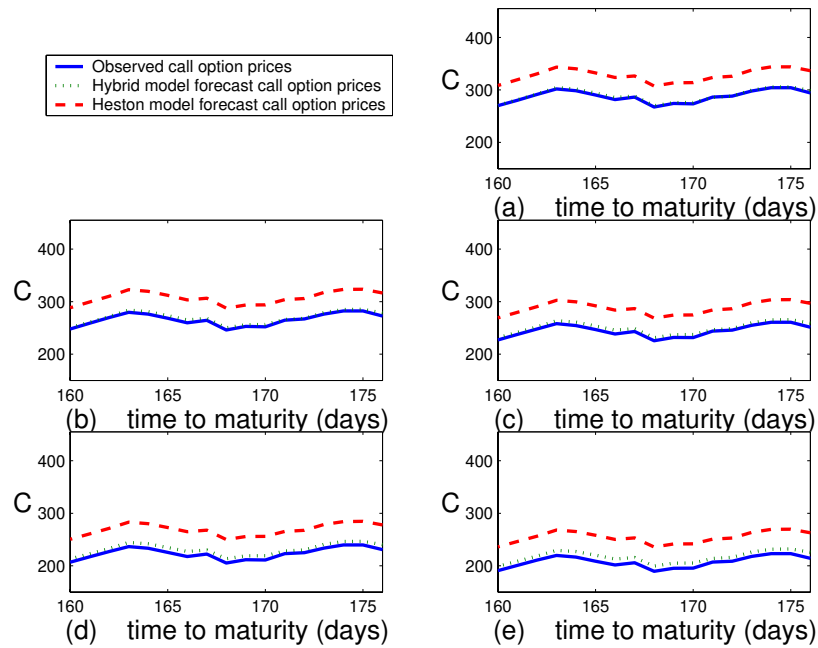 Observed call option prices
Hybrid model forecast call option prices
Heston model forecast call option prices
C
400
300
200
160
165
170
175
(a) time to maturity (days)
C
400
300
200
160
165
170
175
(b) time to maturity (days)
C
400
300
200
160
165
170
175
(c) time to maturity (days)
C
400
300
200
160
165
170
175
(d) time to maturity (days)
C
400
300
200
160
165
170
175
(e) time to maturity (days)